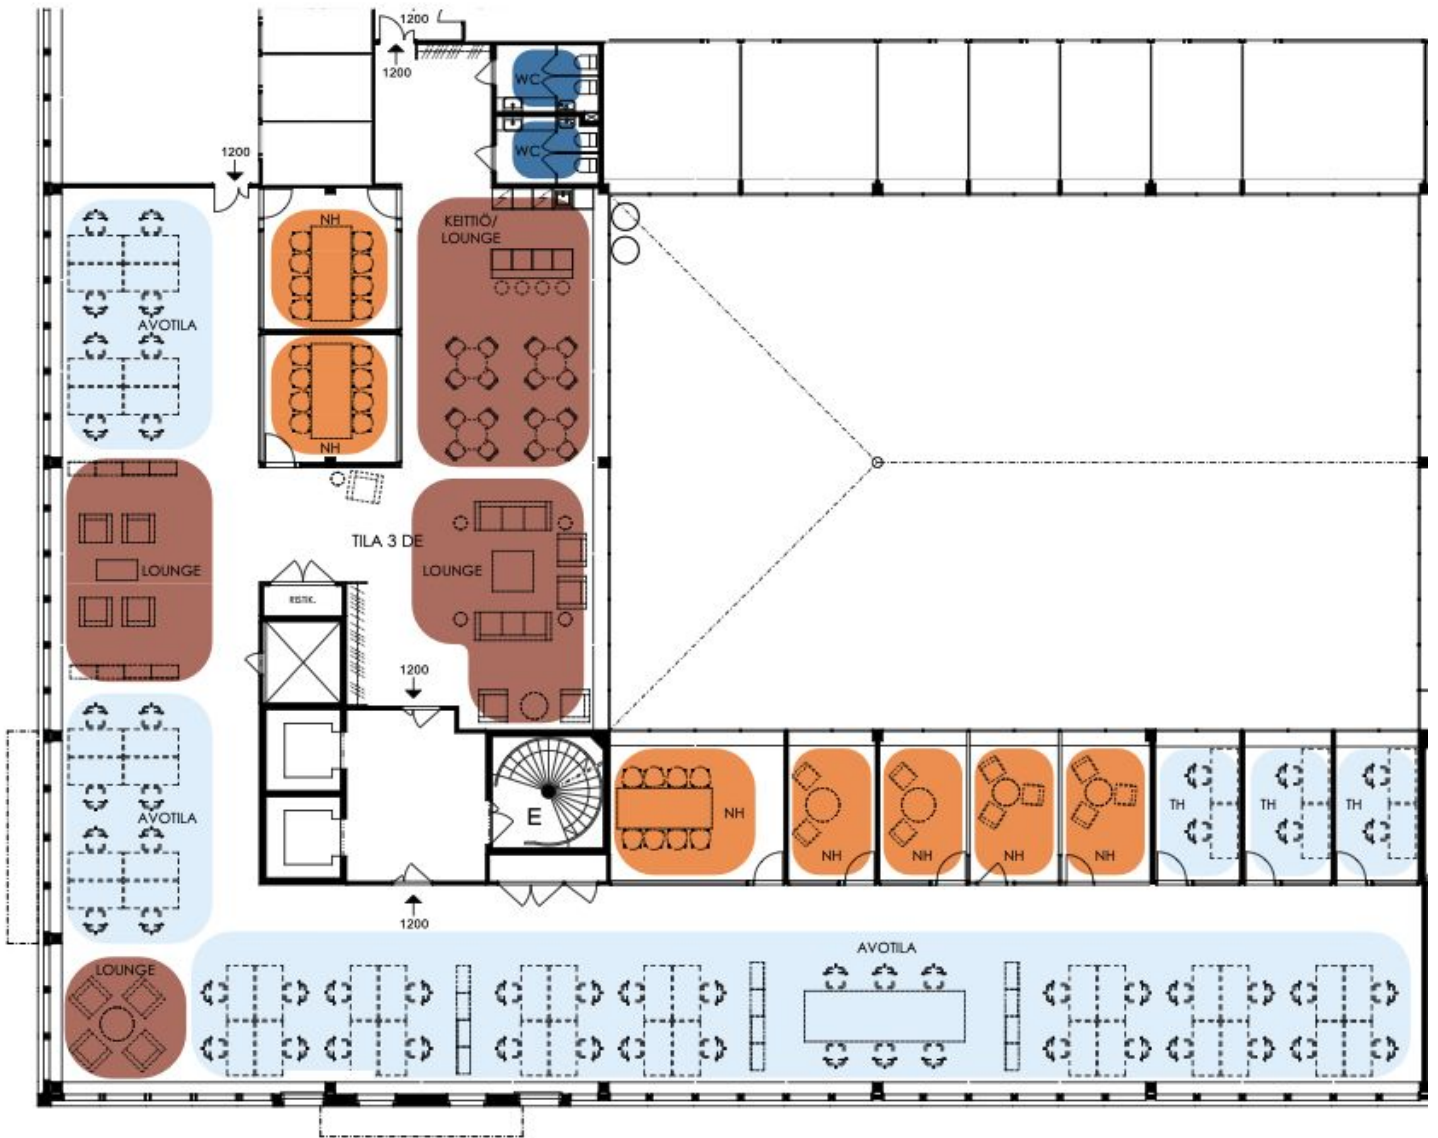 1200
1200
WC
WC
1200
NH
KEITTIÖ/
LOUNGE
AVOTILA
NH
TILA 3 DE
LOUNGE
LOUNGE
RISTIK.
1200
AVOTILA
E
NH
NH
NH
NH
NH
TH
TH
TH
1200
AVOTILA
LOUNGE